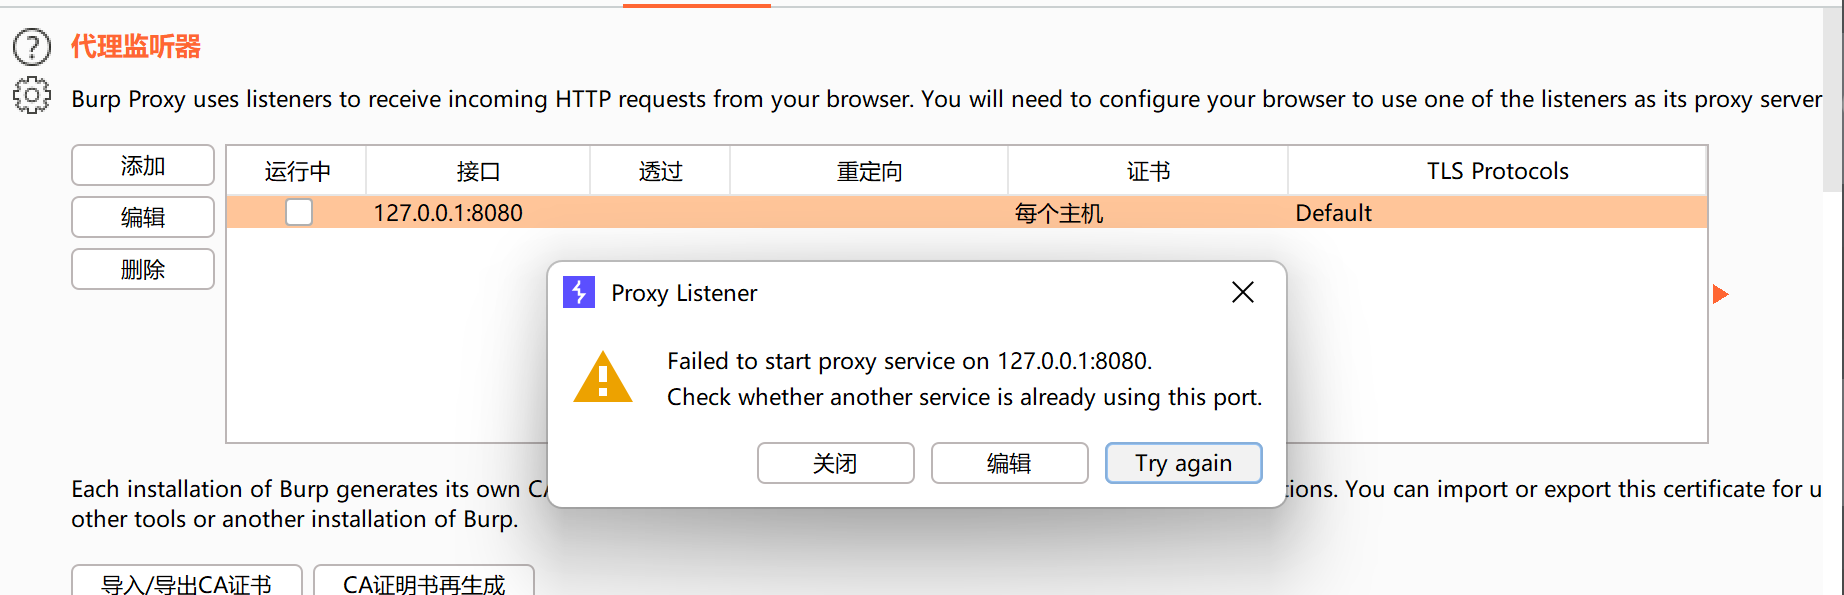 代理监听器
Burp Proxy uses listeners to receive incoming HTTP requests from your browser. You will need to configure your browser to use one of the listeners as its proxy server
添加
编辑
删除
运行中 接口 透过 重定向 证书 TLS Protocols
127.0.0.1:8080 每个主机 Default
Proxy Listener
Failed to start proxy service on 127.0.0.1:8080.
Check whether another service is already using this port.
关闭 编辑 Try again
Each installation of Burp generates its own CA tions. You can import or export this certificate for u
other tools or another installation of Burp.
导入/导出CA证书 CA证明书再生成